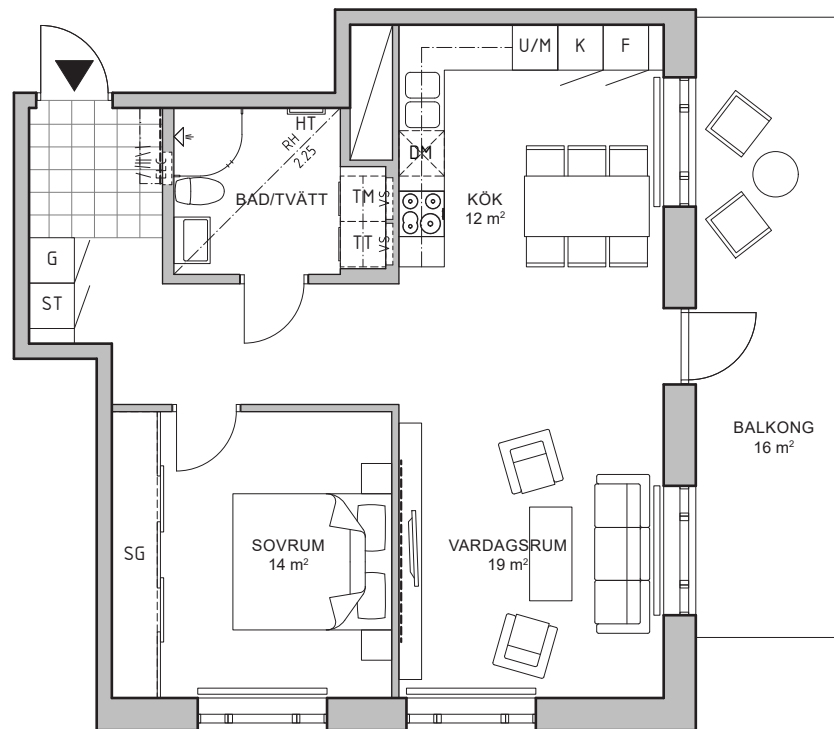 U/M
K
F
HT
RH
2.25
ELC
DM
BAD/TVÄTT
TM
VS
KÖK
12 m²
G
TT
VS
ST
BALKONG
16 m²
SG
SOVRUM
14 m²
VARDAGSRUM
19 m²